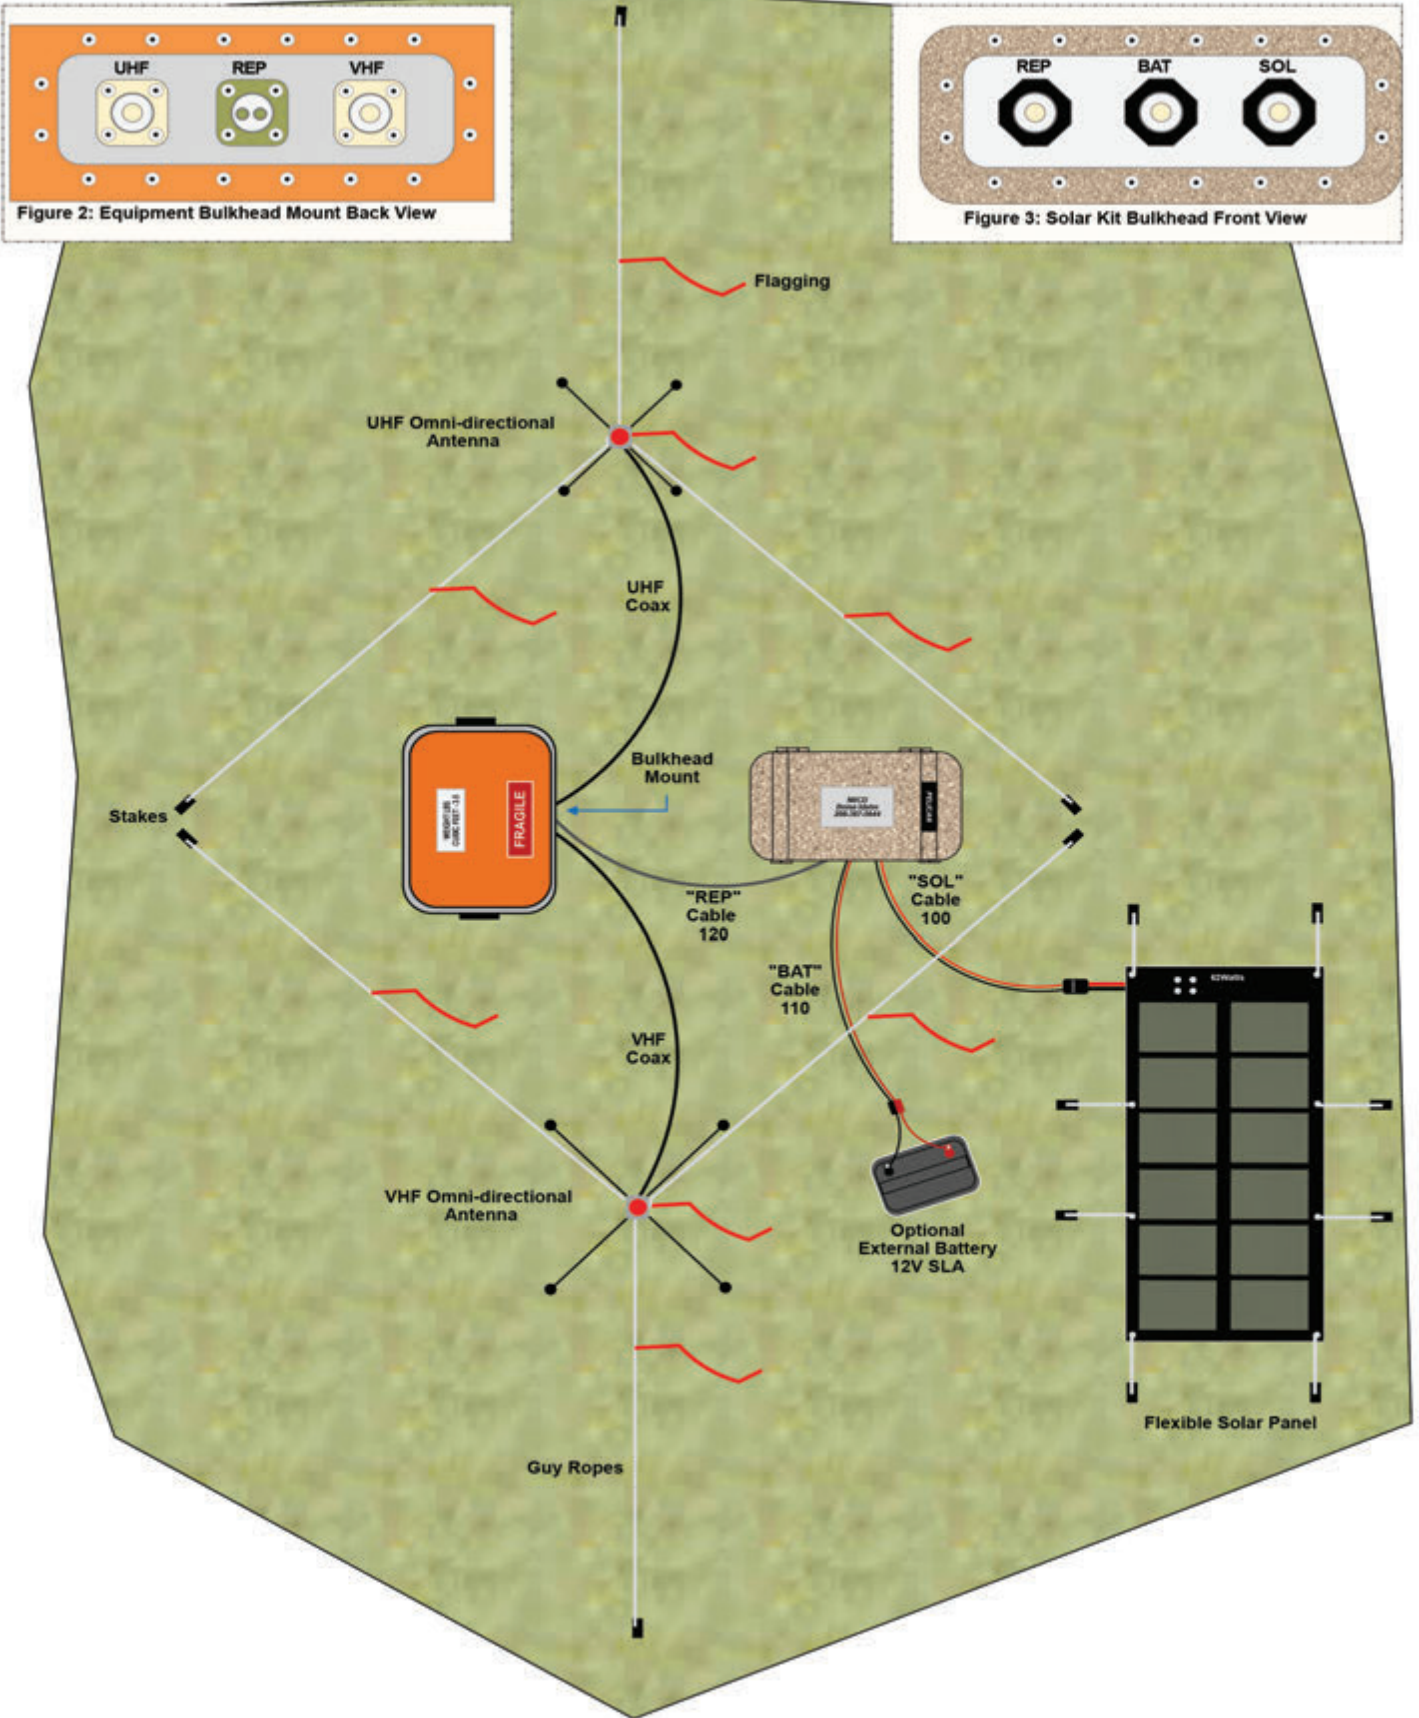 UHF
REP
VHF
Figure 2: Equipment Bulkhead Mount Back View
REP
BAT
SOL
Figure 3: Solar Kit Bulkhead Front View
Flagging
UHF Omni-directional
Antenna
UHF
Coax
Bulkhead
Mount
Stakes
FRAGILE
PELICAN
"SOL"
Cable
100
"REP"
Cable
120
"BAT"
Cable
110
62Watts
VHF
Coax
VHF Omni-directional
Antenna
Optional
External Battery
12V SLA
Flexible Solar Panel
Guy Ropes